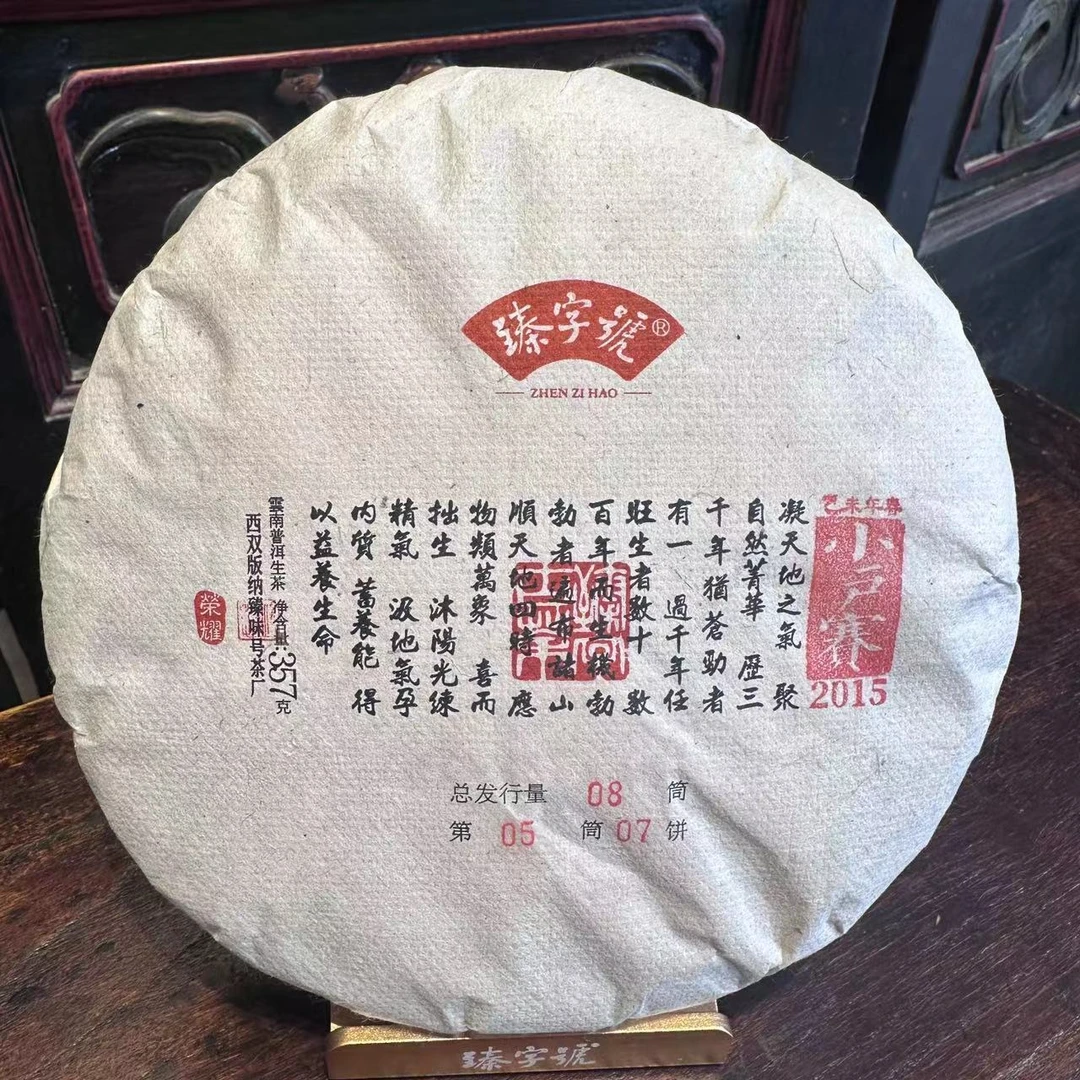 臻字號®
ZHEN ZI HAO
乙未年春
小戶賽
2015
凝天地之氣 聚
自然菁華 歷三
千年猶蒼勁者
有一 過千年任
旺生者數十 數
百年而生機勃
勃者遍布諸山
順天地四時 應
物類萬象 喜而
拙生 沐陽光練
精氣 汲地氣孕
内質 蓄養能 得
以益養生命
雲南普洱生茶 净含量:357克
西双版纳臻味号茶厂
榮耀
总发行量 08 筒
第 05 筒 07 饼
臻字號